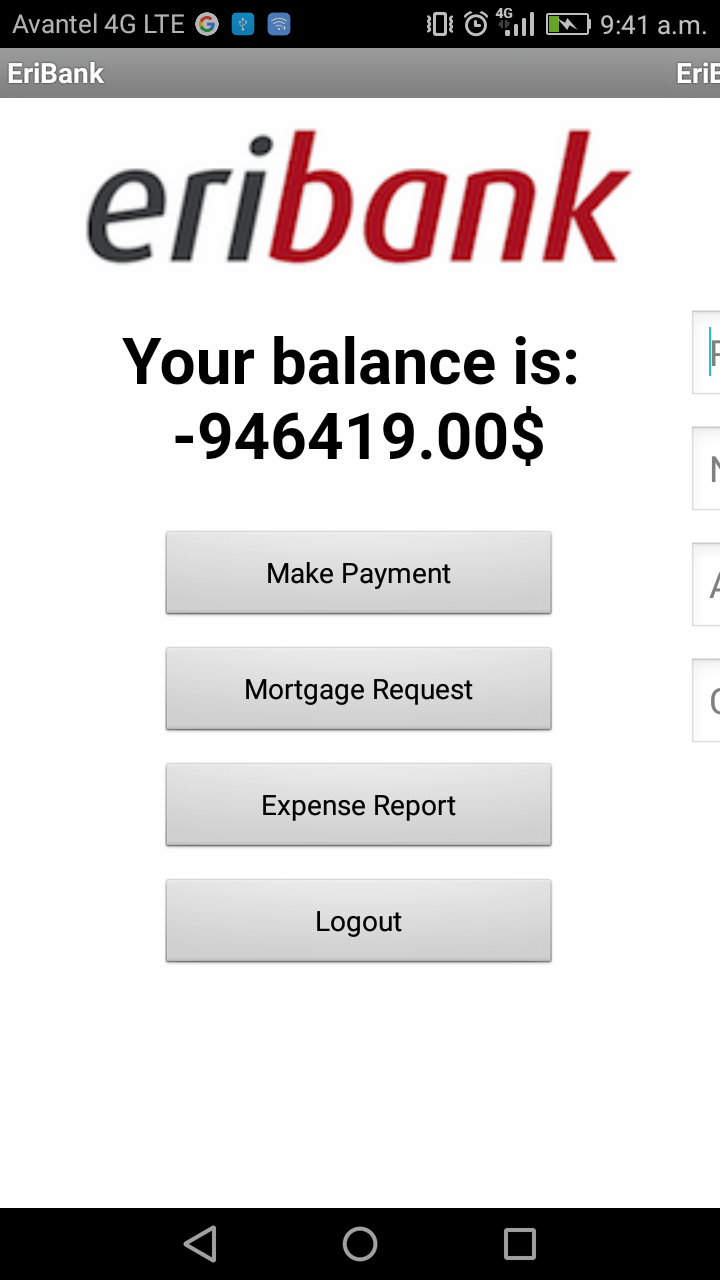 Avantel 4G LTE
4G
9:41 a.m.
EriBank
EriB
eribank
Your balance is:
-946419.00$
Make Payment
Mortgage Request
Expense Report
Logout